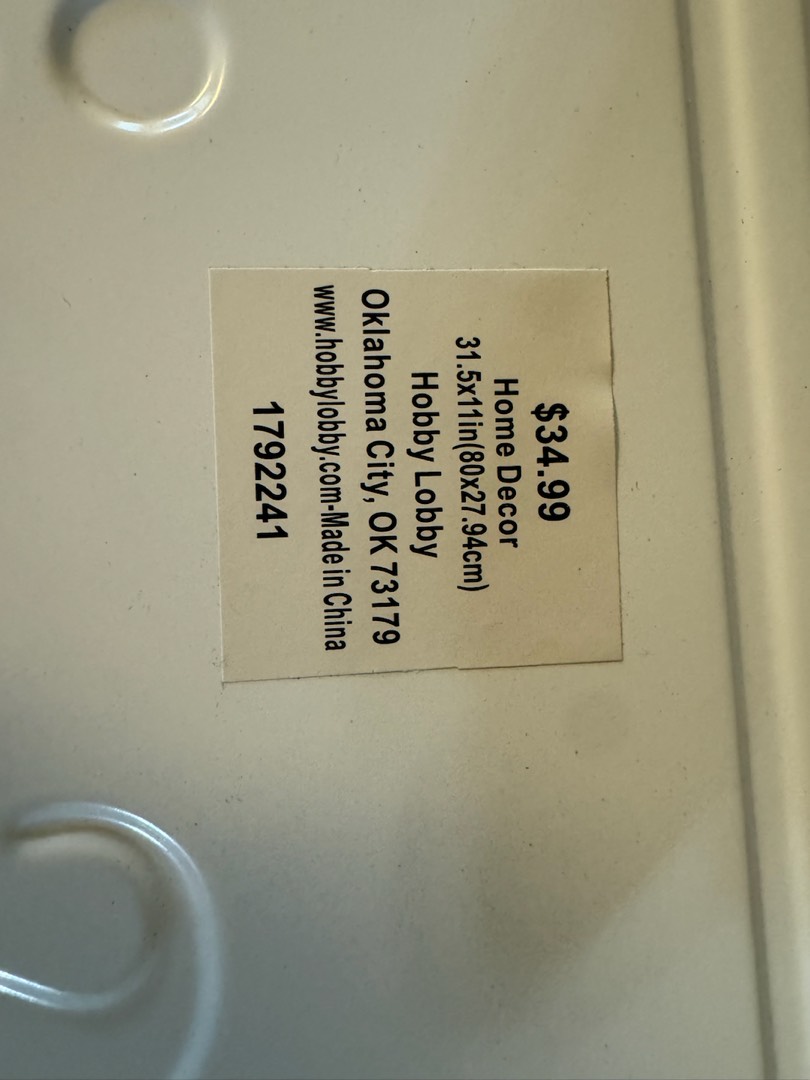 $34.99
Home Decor
31.5x11in(80x27.94cm)
Hobby Lobby
Oklahoma City, OK 73179
www.hobbylobby.com-Made in China
1792241